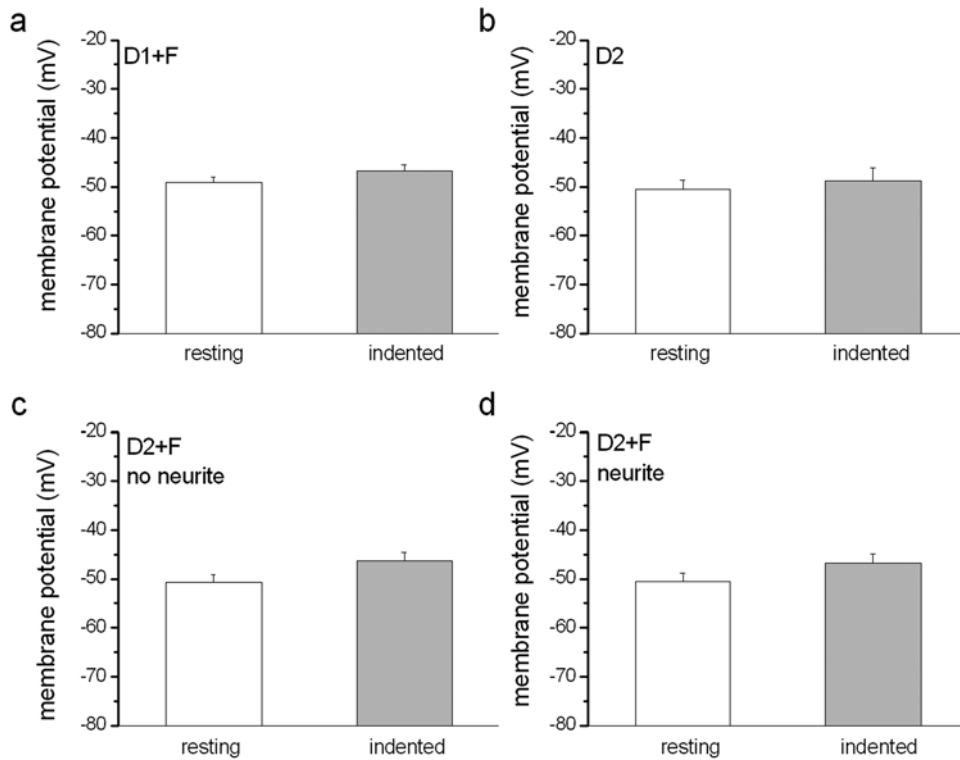 a
membrane potential (mV)
-20
-30
-40
-50
-60
-70
-80
D1+F
resting
indented
b
membrane potential (mV)
-20
-30
-40
-50
-60
-70
-80
D2
resting
indented
c
membrane potential (mV)
-20
-30
-40
-50
-60
-70
-80
D2+F
no neurite
resting
indented
d
membrane potential (mV)
-20
-30
-40
-50
-60
-70
-80
D2+F
neurite
resting
indented